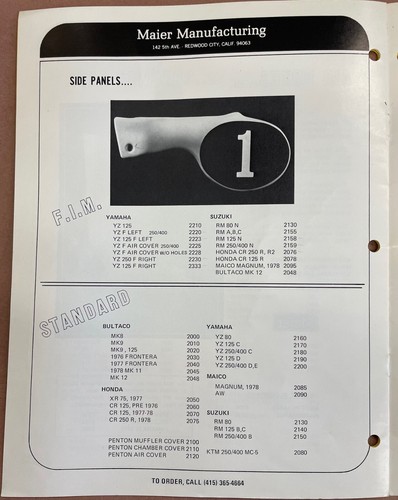 Maier Manufacturing
142 5th AVE. · REDWOOD CITY, CALIF. 94063
SIDE PANELS....
1
F.I.M.
YAMAHA
YZ 125 2210
YZ F LEFT 250/400 2220
YZ 125 F LEFT 2223
YZ F AIR COVER 250/400 2225
YZ F AIR COVER W/O HOLES 2228
YZ 250 F RIGHT 2230
YZ 125 F RIGHT 2333
SUZUKI
RM 80 N 2130
RM A,B,C 2155
RM 125 N 2158
RM 250/400 N 2159
HONDA CR 250 R, R2 2076
HONDA CR 125 R 2078
MAICO MAGNUM, 1978 2095
BULTACO MK 12 2048
STANDARD
BULTACO
MK8 2000
MK9 2010
MK9 , 125 2020
1976 FRONTERA 2030
1977 FRONTERA 2040
1978 MK 11 2045
MK 12 2048
HONDA
XR 75, 1977 2050
CR 125, PRE 1976 2060
CR 125, 1977-78 2070
CR 250 R, 1978 2076
PENTON MUFFLER COVER 2100
PENTON CHAMBER COVER 2110
PENTON AIR COVER 2120
YAMAHA
YZ 80 2160
YZ 125 C 2170
YZ 250/400 C 2180
YZ 125 D 2190
YZ 250/400 D,E 2200
MAICO
MAGNUM, 1978 2085
AW 2090
SUZUKI
RM 80 2130
RM 125 B,C 2140
RM 250/400 B 2150
KTM 250/400 MC-5 2080
TO ORDER, CALL (415) 365-4664